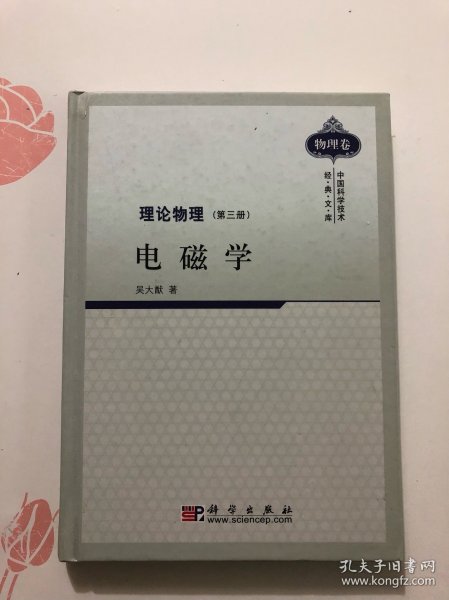 物理卷
中国科学技术
经·典·文·库
理论物理(第三册)
电磁学
吴大猷 著
SP 科学出版社
www.sciencep.com
孔夫子旧书网
www.kongfz.com